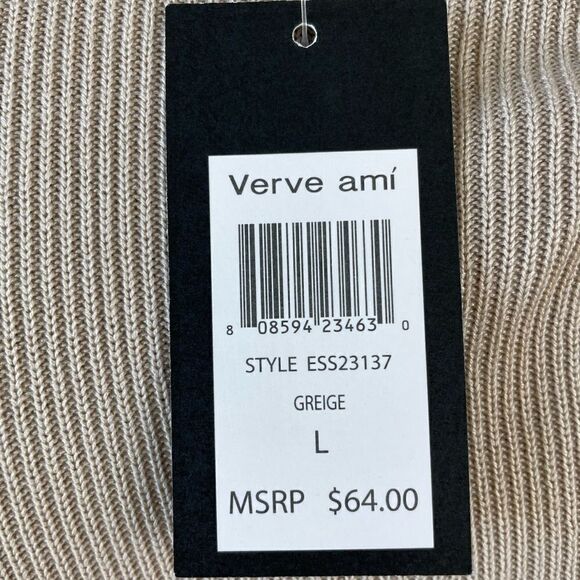 Verve amí
8 08594 23463 0
STYLE ESS23137
GREIGE
L
MSRP $64.00